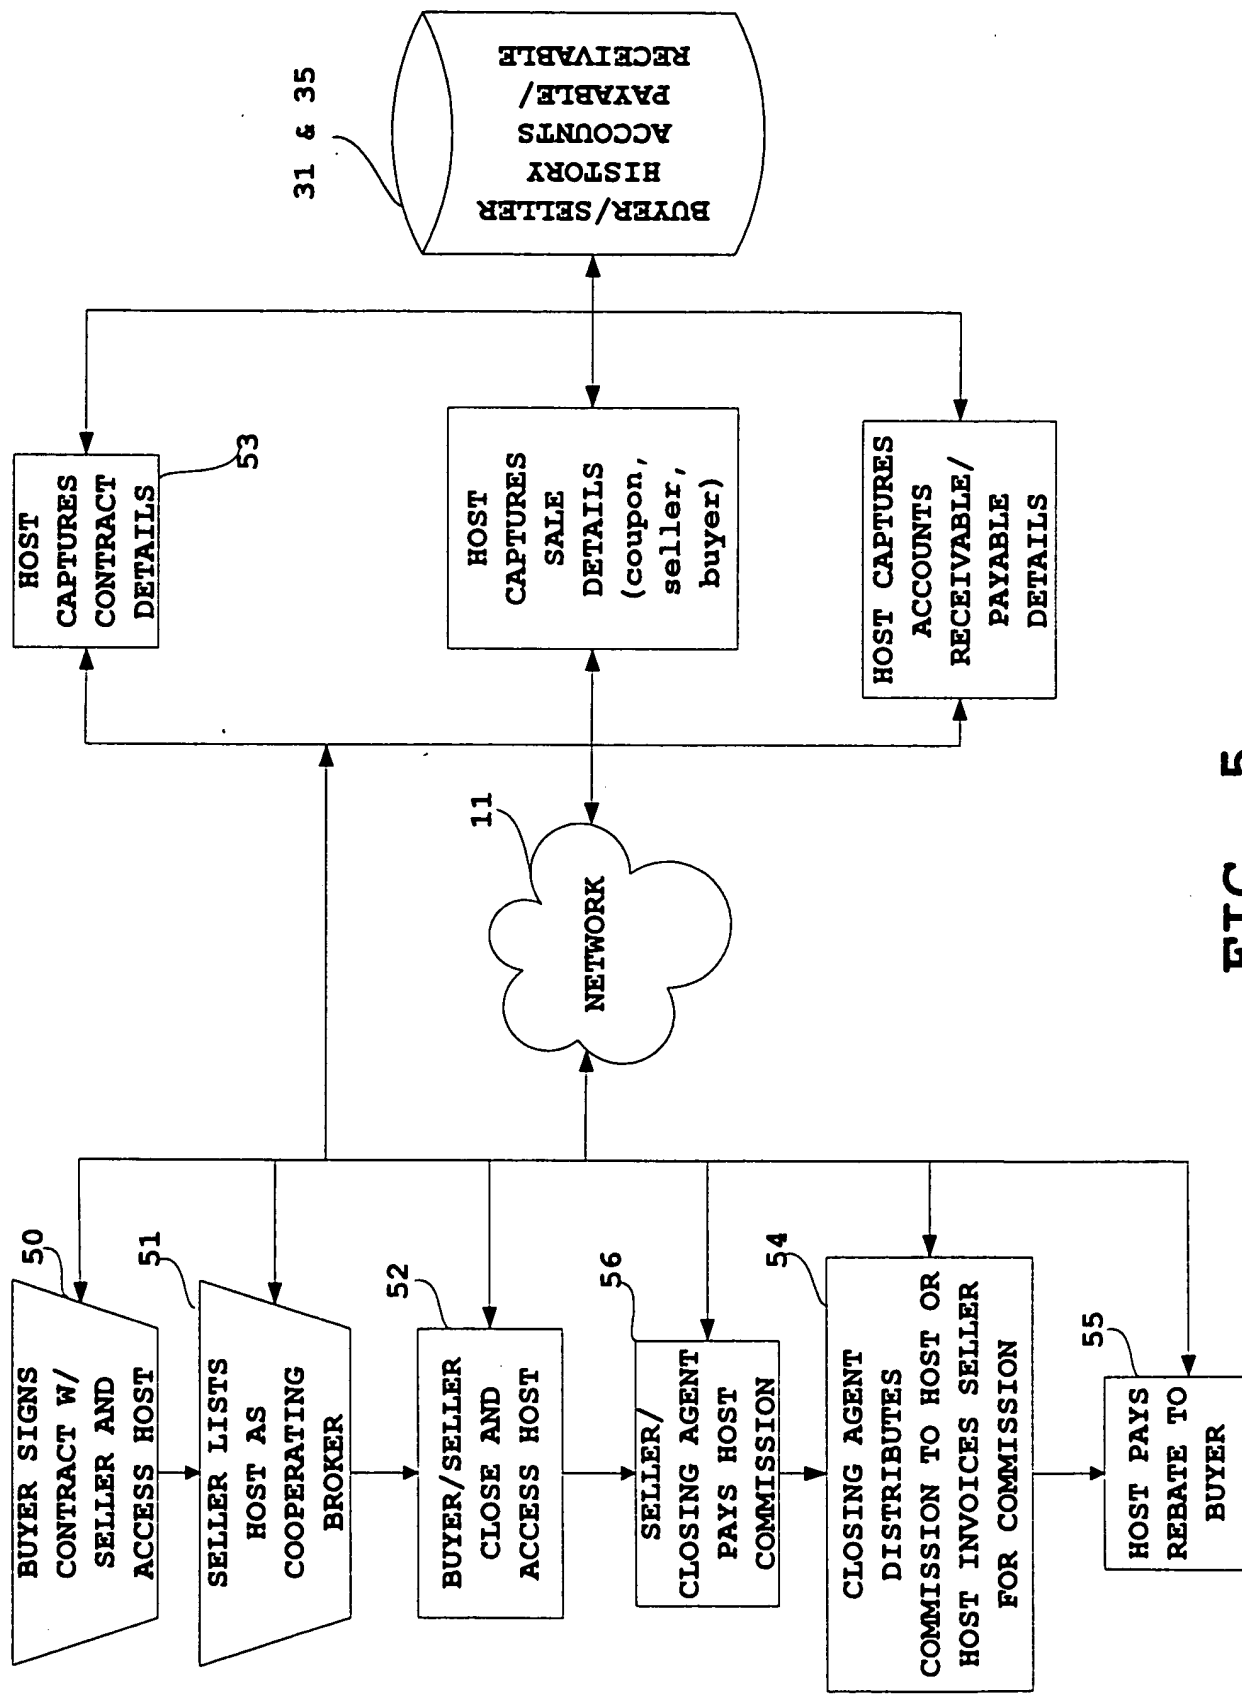 BUYER SIGNS
CONTRACT W/
SELLER AND
ACCESS HOST
50
SELLER LISTS
HOST AS
COOPERATING
BROKER
51
BUYER/SELLER
CLOSE AND
ACCESS HOST
52
SELLER/
CLOSING AGENT
PAYS HOST
COMMISSION
56
CLOSING AGENT
DISTRIBUTES
COMMISSION TO HOST OR
HOST INVOICES SELLER
FOR COMMISSION
54
HOST PAYS
REBATE TO
BUYER
55
NETWORK
11
HOST
CAPTURES
CONTRACT
DETAILS
53
HOST
CAPTURES
SALE
DETAILS
(coupon,
seller,
buyer)
HOST CAPTURES
ACCOUNTS
RECEIVABLE/
PAYABLE
DETAILS
31 & 35
BUYER/SELLER
HISTORY
ACCOUNTS
PAYABLE/
RECEIVABLE
FIG. 5